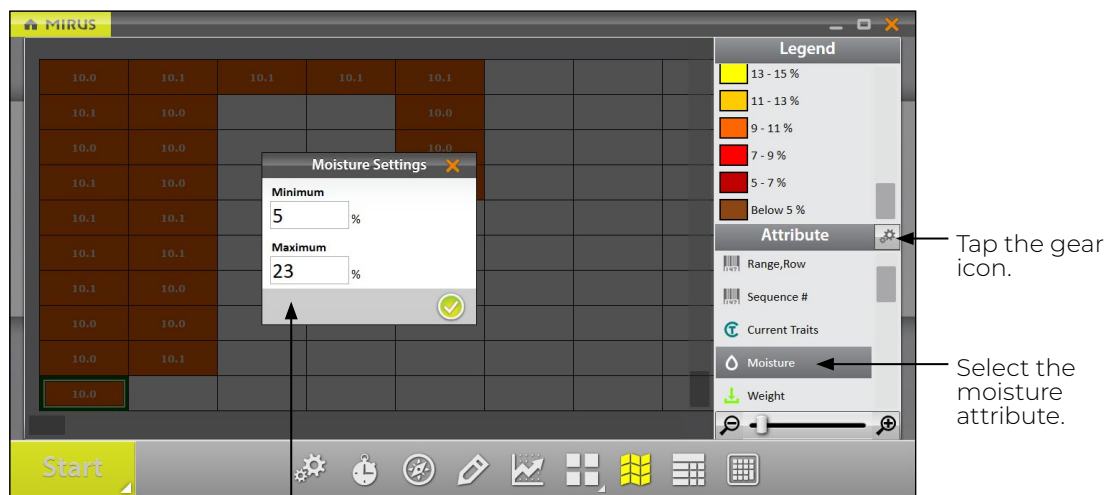 MIRUS
Legend
10.0 10.1 10.1 10.1 10.1
10.1 10.0 10.0
10.0 10.0 10.0
10.1 10.0
10.1 10.1
10.1 10.1
10.1 10.0
10.0 10.0
10.0 10.1
10.0
Moisture Settings
Minimum
5 %
Maximum
23 %
13 - 15 %
11 - 13 %
9 - 11 %
7 - 9 %
5 - 7 %
Below 5 %
Attribute
Range,Row
Sequence #
Current Traits
Moisture
Weight
Tap the gear
icon.
Select the
moisture
attribute.
Start